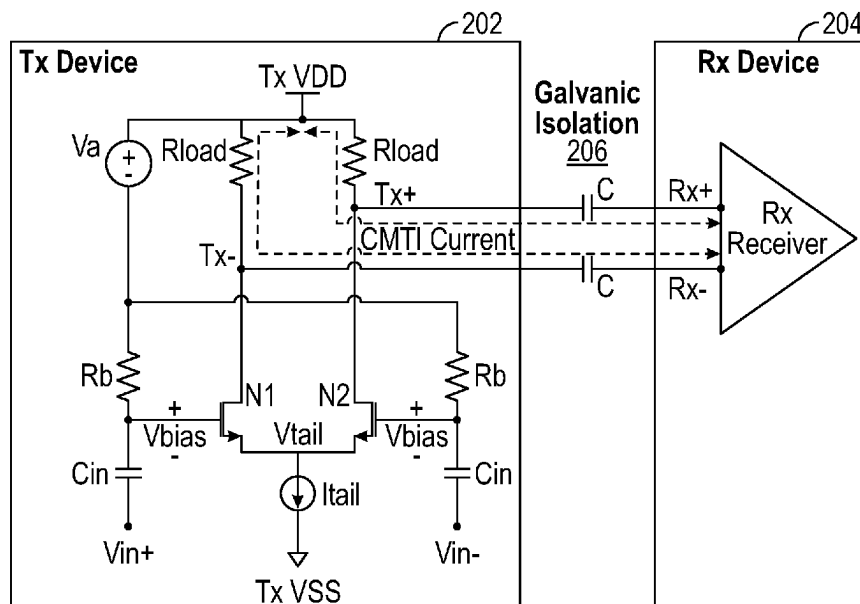 202
204
Tx Device
Rx Device
Tx VDD
Galvanic
Isolation
206
Va
+
-
Rload
Rload
Tx+
C
Rx+
CMTI Current
Rx
Receiver
Tx-
C
Rx-
Rb
Rb
N1
N2
+
Vbias
-
Vtail
+
Vbias
-
Cin
Cin
Itail
Vin+
Vin-
Tx VSS